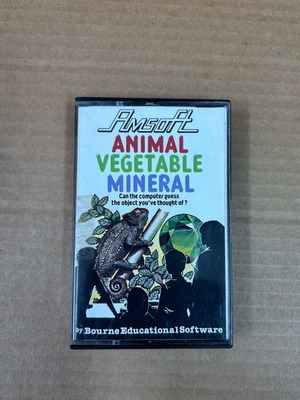 Amsoft
ANIMAL
VEGETABLE
MINERAL
Can the computer guess
the object you've thought of?
by Bourne Educational Software